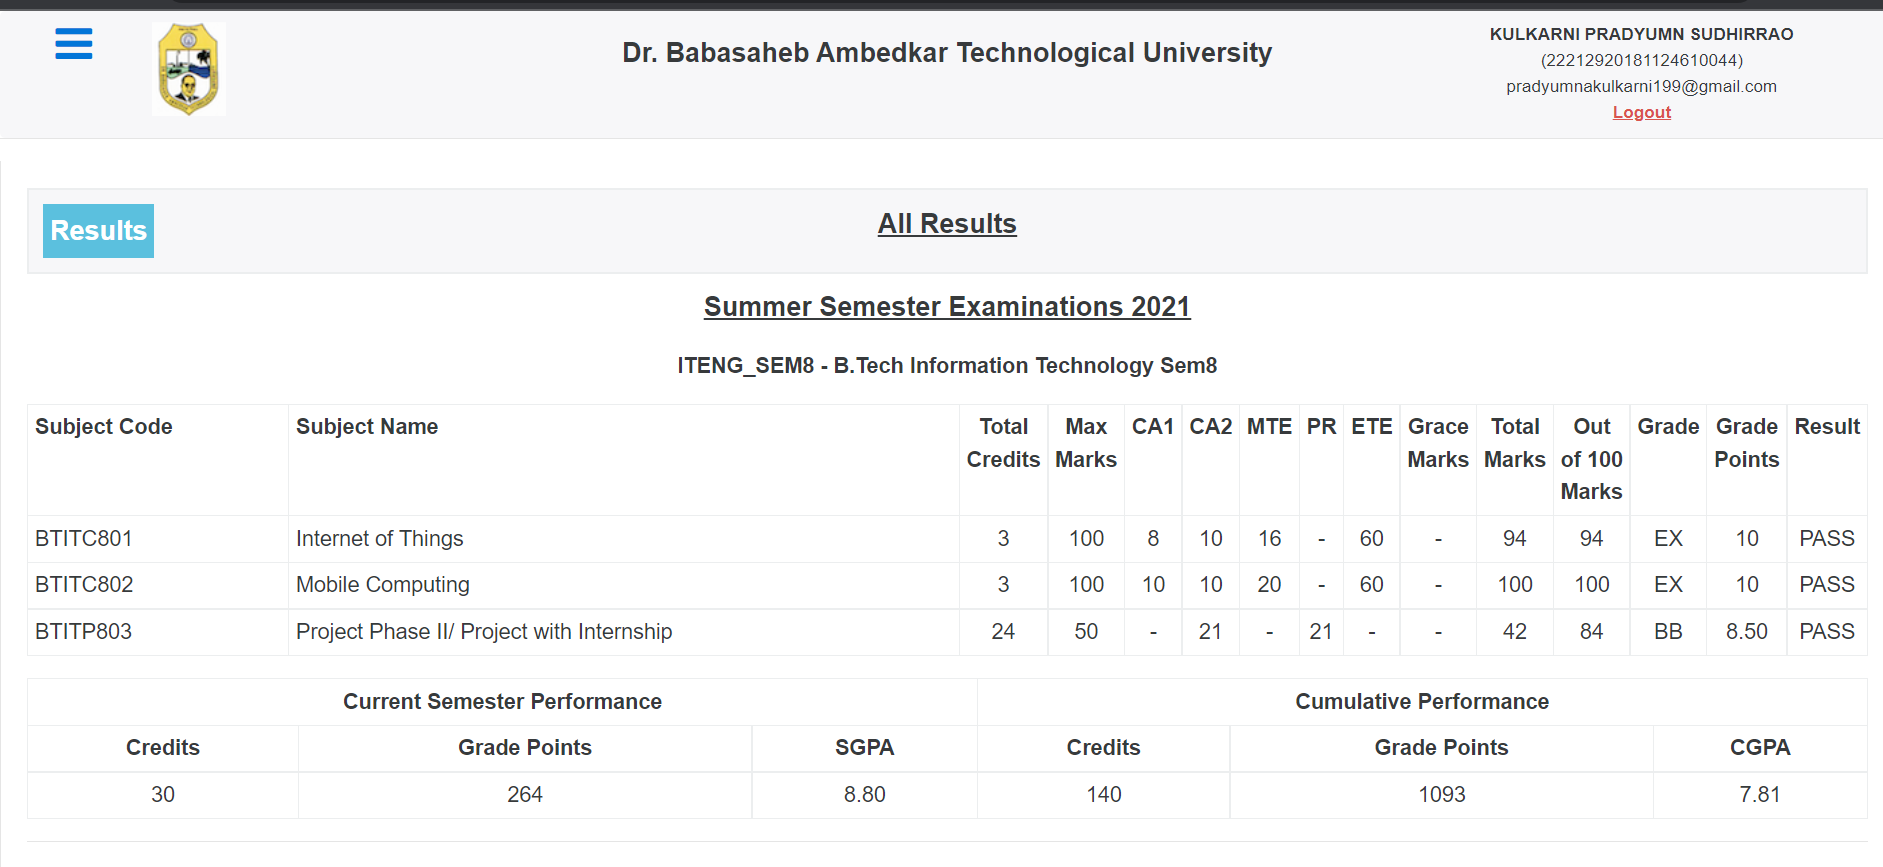 Dr. Babasaheb Ambedkar Technological University
KULKARNI PRADYUMN SUDHIRRAO
(22212920181124610044)
pradyumnakulkarni199@gmail.com
Logout
Results
All Results
Summer Semester Examinations 2021
ITENG_SEM8 - B.Tech Information Technology Sem8
Subject Code Subject Name Total Credits Max Marks CA1 CA2 MTE PR ETE Grace Marks Total Marks Out of 100 Marks Grade Grade Points Result
BTITC801 Internet of Things 3 100 8 10 16 - 60 - 94 94 EX 10 PASS
BTITC802 Mobile Computing 3 100 10 10 20 - 60 - 100 100 EX 10 PASS
BTITP803 Project Phase II/ Project with Internship 24 50 - 21 - 21 - - 42 84 BB 8.50 PASS
Current Semester Performance Cumulative Performance
Credits Grade Points SGPA Credits Grade Points CGPA
30 264 8.80 140 1093 7.81